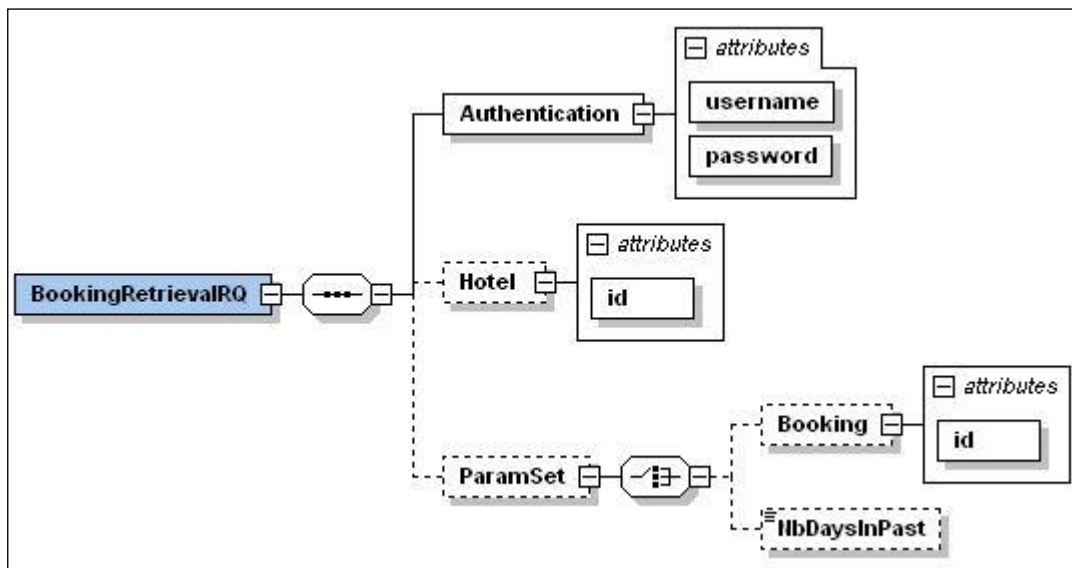 attributes
username
Authentication
password
attributes
Hotel
id
BookingRetrievalRQ
attributes
Booking
id
ParamSet
NbDaysInPast